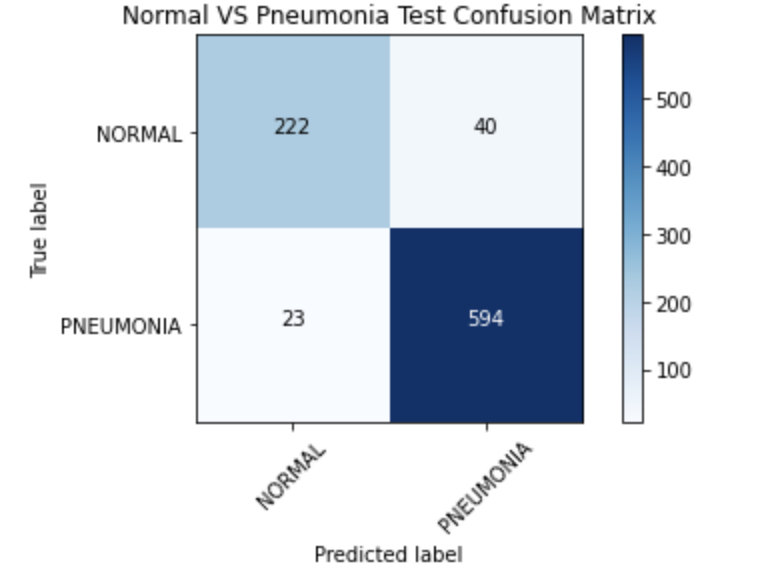 Normal VS Pneumonia Test Confusion Matrix
True label
NORMAL
222
40
PNEUMONIA
23
594
NORMAL
PNEUMONIA
Predicted label
500
400
300
200
100